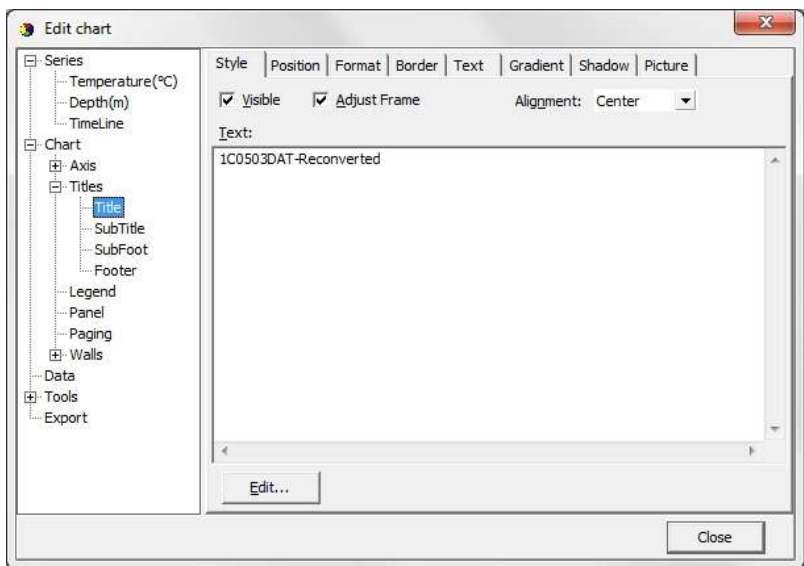 Edit chart
Series
Temperature(°C)
Depth(m)
TimeLine
Chart
Axis
Titles
Title
SubTitle
SubFoot
Footer
Legend
Panel
Paging
Walls
Data
Tools
Export
Style Position Format Border Text Gradient Shadow Picture
Visible Adjust Frame Alignment: Center
Text:
1C0503DAT-Reconverted
Edit...
Close